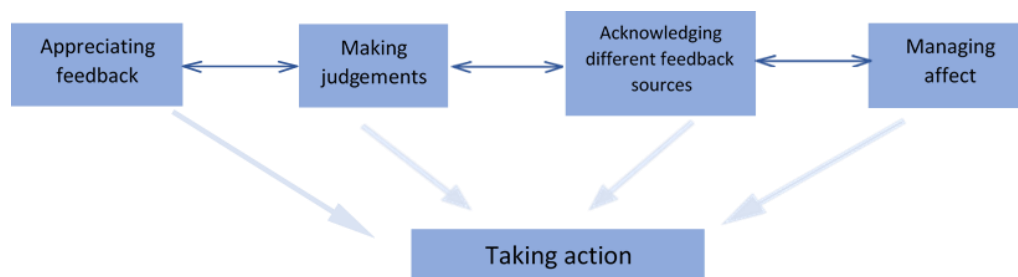 Appreciating
feedback
Making
judgements
Acknowledging
different feedback
sources
Managing
affect
Taking action